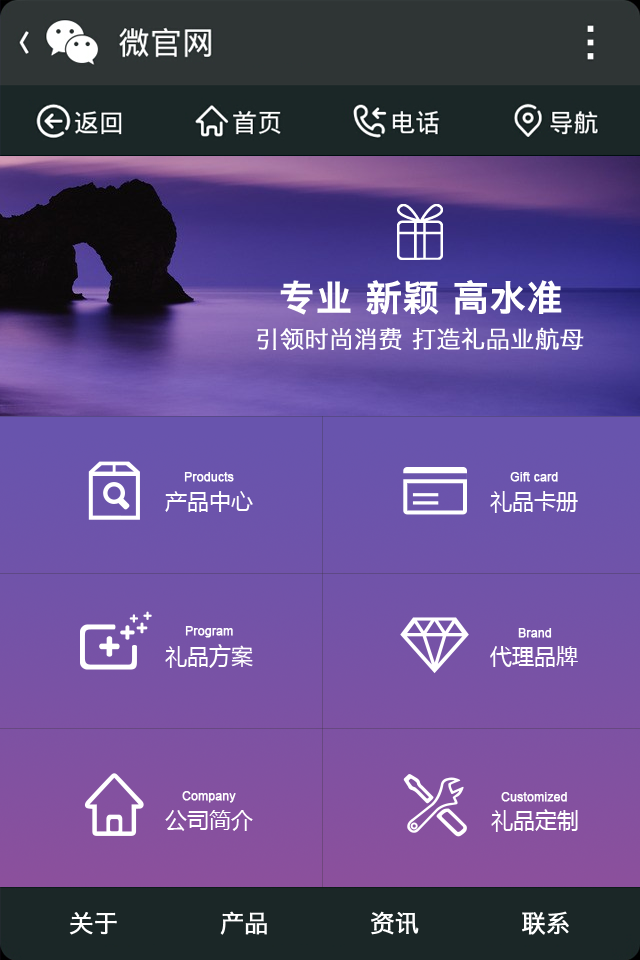 微官网
返回 首页 电话 导航
专业 新颖 高水准
引领时尚消费 打造礼品业航母
Products
产品中心
Gift card
礼品卡册
Program
礼品方案
Brand
代理品牌
Company
公司简介
Customized
礼品定制
关于 产品 资讯 联系